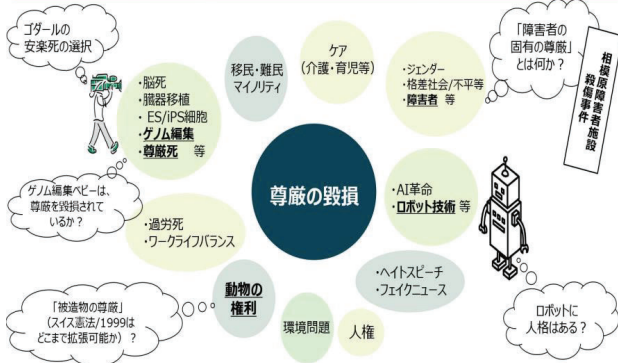 ゴダールの
安楽死の選択
・脳死
・臓器移植
・ES/iPS細胞
・ゲノム編集
・尊厳死 等
移民・難民
マイノリティ
ケア
(介護・育児等)
・ジェンダー
・格差社会/不平等
・障害者 等
「障害者の
固有の尊厳」
とは何か?
相模原障害者施設
殺傷事件
ゲノム編集ベビーは、
尊厳を毀損されて
いるか?
尊厳の毀損
・AI革命
・ロボット技術 等
・過労死
・ワークライフバランス
・ヘイトスピーチ
・フェイクニュース
「被造物の尊厳」
(スイス憲法/1999は
どこまで拡張可能か)?
動物の
権利
環境問題
人権
ロボットに
人格はある?